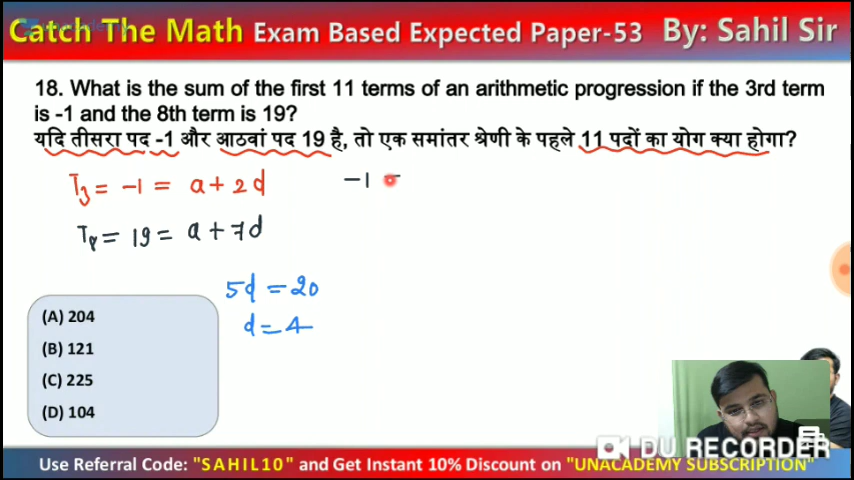 Catch The Math Exam Based Expected Paper-53 By: Sahil Sir
18. What is the sum of the first 11 terms of an arithmetic progression if the 3rd term
is -1 and the 8th term is 19?
यदि तीसरा पद -1 और आठवां पद 19 है, तो एक समांतर श्रेणी के पहले 11 पदों का योग क्या होगा?
T3 = -1 = a + 2d
-1 =
T8 = 19 = a + 7d
5d = 20
d = 4
(A) 204
(B) 121
(C) 225
(D) 104
DU RECORDER
Use Referral Code: "SAHIL10" and Get Instant 10% Discount on "UNACADEMY SUBSCRIPTION"